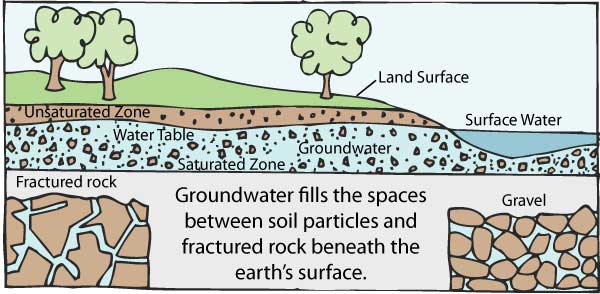 Land Surface
Unsaturated Zone
Surface Water
Water Table
Groundwater
Saturated Zone
Fractured rock
Groundwater fills the spaces
between soil particles and
fractured rock beneath the
earth's surface.
Gravel